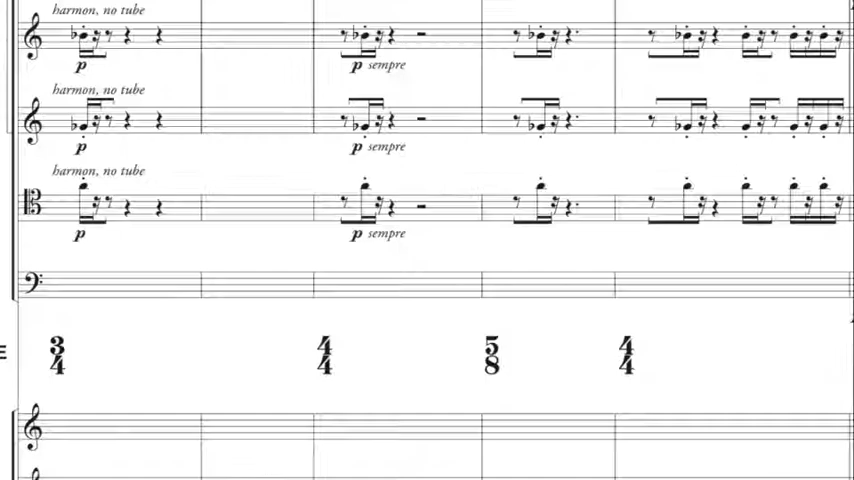 harmon, no tube
p
p sempre
harmon, no tube
p
p sempre
harmon, no tube
p
p sempre
E
3 4 5 4
4 4 8 4